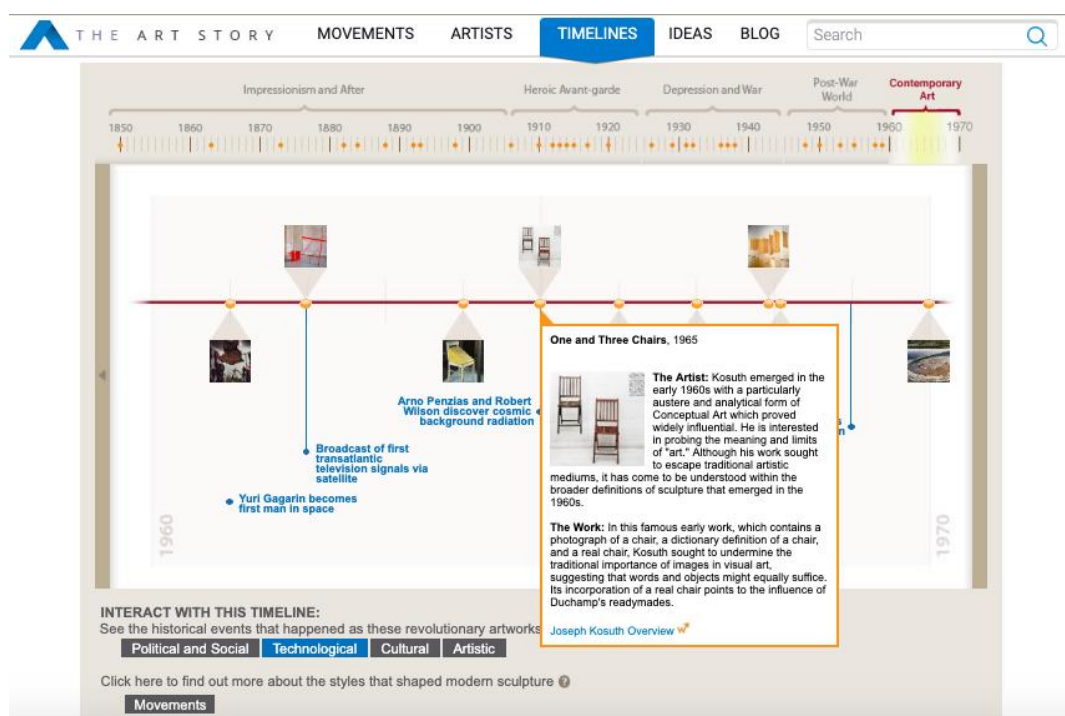 THE ART STORY
MOVEMENTS
ARTISTS
TIMELINES
IDEAS
BLOG
Search
Impressionism and After
Heroic Avant-garde
Depression and War
Post-War
World
Contemporary
Art
1850
1860
1870
1880
1890
1900
1910
1920
1930
1940
1950
1960
1970
One and Three Chairs, 1965
The Artist: Kosuth emerged in the
early 1960s with a particularly
austere and analytical form of
Conceptual Art which proved
widely influential. He is interested
in probing the meaning and limits
of "art." Although his work sought
to escape traditional artistic
mediums, it has come to be understood within the
broader definitions of sculpture that emerged in the
1960s.
The Work: In this famous early work, which contains a
photograph of a chair, a dictionary definition of a chair,
and a real chair, Kosuth sought to undermine the
traditional importance of images in visual art,
suggesting that words and objects might equally suffice.
Its incorporation of a real chair points to the influence of
Duchamp's readymades.
Joseph Kosuth Overview
Arno Penzias and Robert
Wilson discover cosmic
background radiation
Broadcast of first
transatlantic
television signals via
satellite
Yuri Gagarin becomes
first man in space
1960
1970
INTERACT WITH THIS TIMELINE:
See the historical events that happened as these revolutionary artworks
Political and Social
Technological
Cultural
Artistic
Click here to find out more about the styles that shaped modern sculpture
Movements